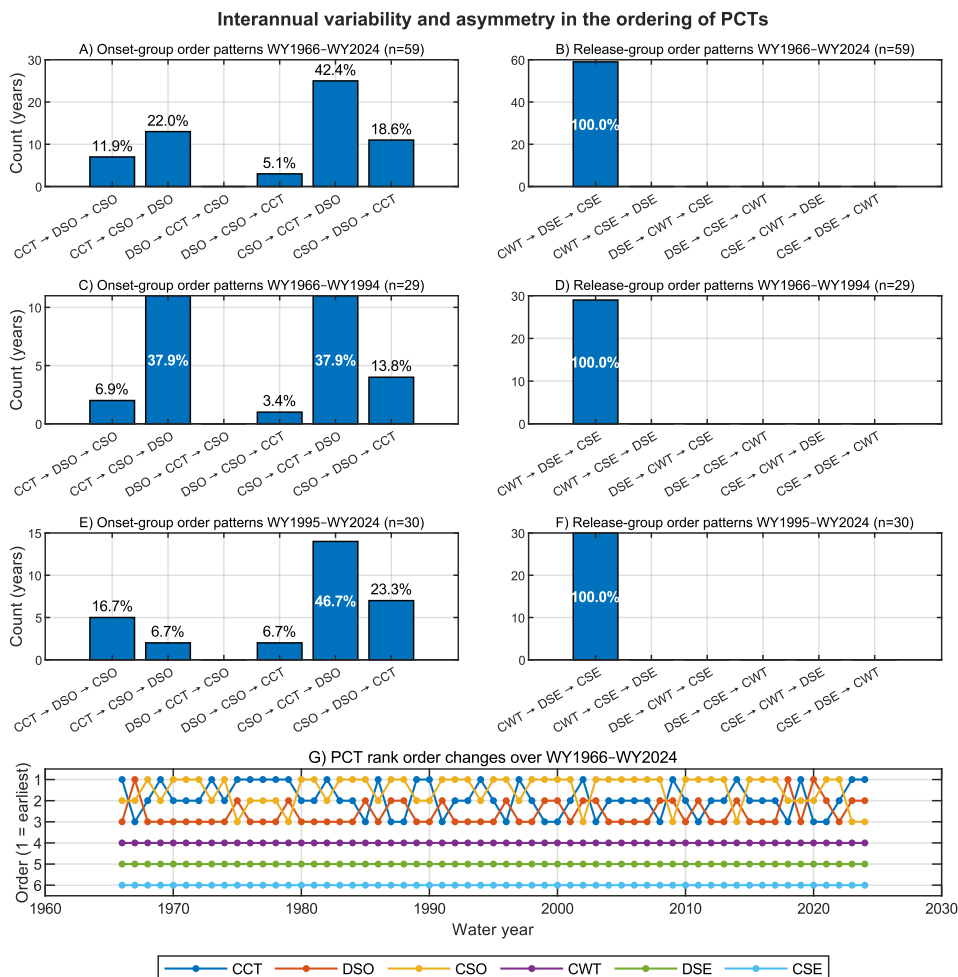 Interannual variability and asymmetry in the ordering of PCTs
A) Onset-group order patterns WY1966–WY2024 (n=59)
Count (years)
30
20
10
0
11.9%
22.0%
5.1%
42.4%
18.6%
CCT → DSO → CSO
CCT → CSO → DSO
DSO → CCT → CSO
DSO → CSO → CCT
CSO → CCT → DSO
CSO → DSO → CCT
B) Release-group order patterns WY1966–WY2024 (n=59)
60
40
20
0
100.0%
CWT → DSE → CSE
CWT → CSE → DSE
DSE → CWT → CSE
DSE → CSE → CWT
CSE → CWT → DSE
CSE → DSE → CWT
C) Onset-group order patterns WY1966–WY1994 (n=29)
Count (years)
10
5
0
6.9%
37.9%
3.4%
37.9%
13.8%
CCT → DSO → CSO
CCT → CSO → DSO
DSO → CCT → CSO
DSO → CSO → CCT
CSO → CCT → DSO
CSO → DSO → CCT
D) Release-group order patterns WY1966–WY1994 (n=29)
30
20
10
0
100.0%
CWT → DSE → CSE
CWT → CSE → DSE
DSE → CWT → CSE
DSE → CSE → CWT
CSE → CWT → DSE
CSE → DSE → CWT
E) Onset-group order patterns WY1995–WY2024 (n=30)
Count (years)
15
10
5
0
16.7%
6.7%
6.7%
46.7%
23.3%
CCT → DSO → CSO
CCT → CSO → DSO
DSO → CCT → CSO
DSO → CSO → CCT
CSO → CCT → DSO
CSO → DSO → CCT
F) Release-group order patterns WY1995–WY2024 (n=30)
30
20
10
0
100.0%
CWT → DSE → CSE
CWT → CSE → DSE
DSE → CWT → CSE
DSE → CSE → CWT
CSE → CWT → DSE
CSE → DSE → CWT
G) PCT rank order changes over WY1966–WY2024
Order (1 = earliest)
1
2
3
4
5
6
1960 1970 1980 1990 2000 2010 2020 2030
Water year
CCT DSO CSO CWT DSE CSE